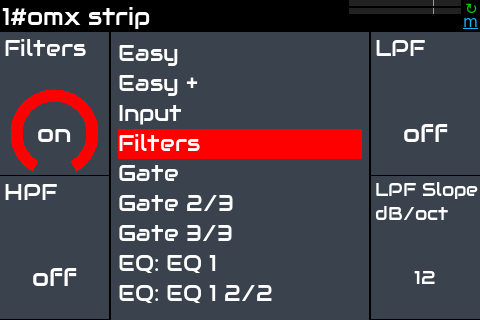 1#omx strip
m
Filters
on
HPF
off
Easy
Easy +
Input
Filters
Gate
Gate 2/3
Gate 3/3
EQ: EQ 1
EQ: EQ 1 2/2
LPF
off
LPF Slope
dB/oct
12